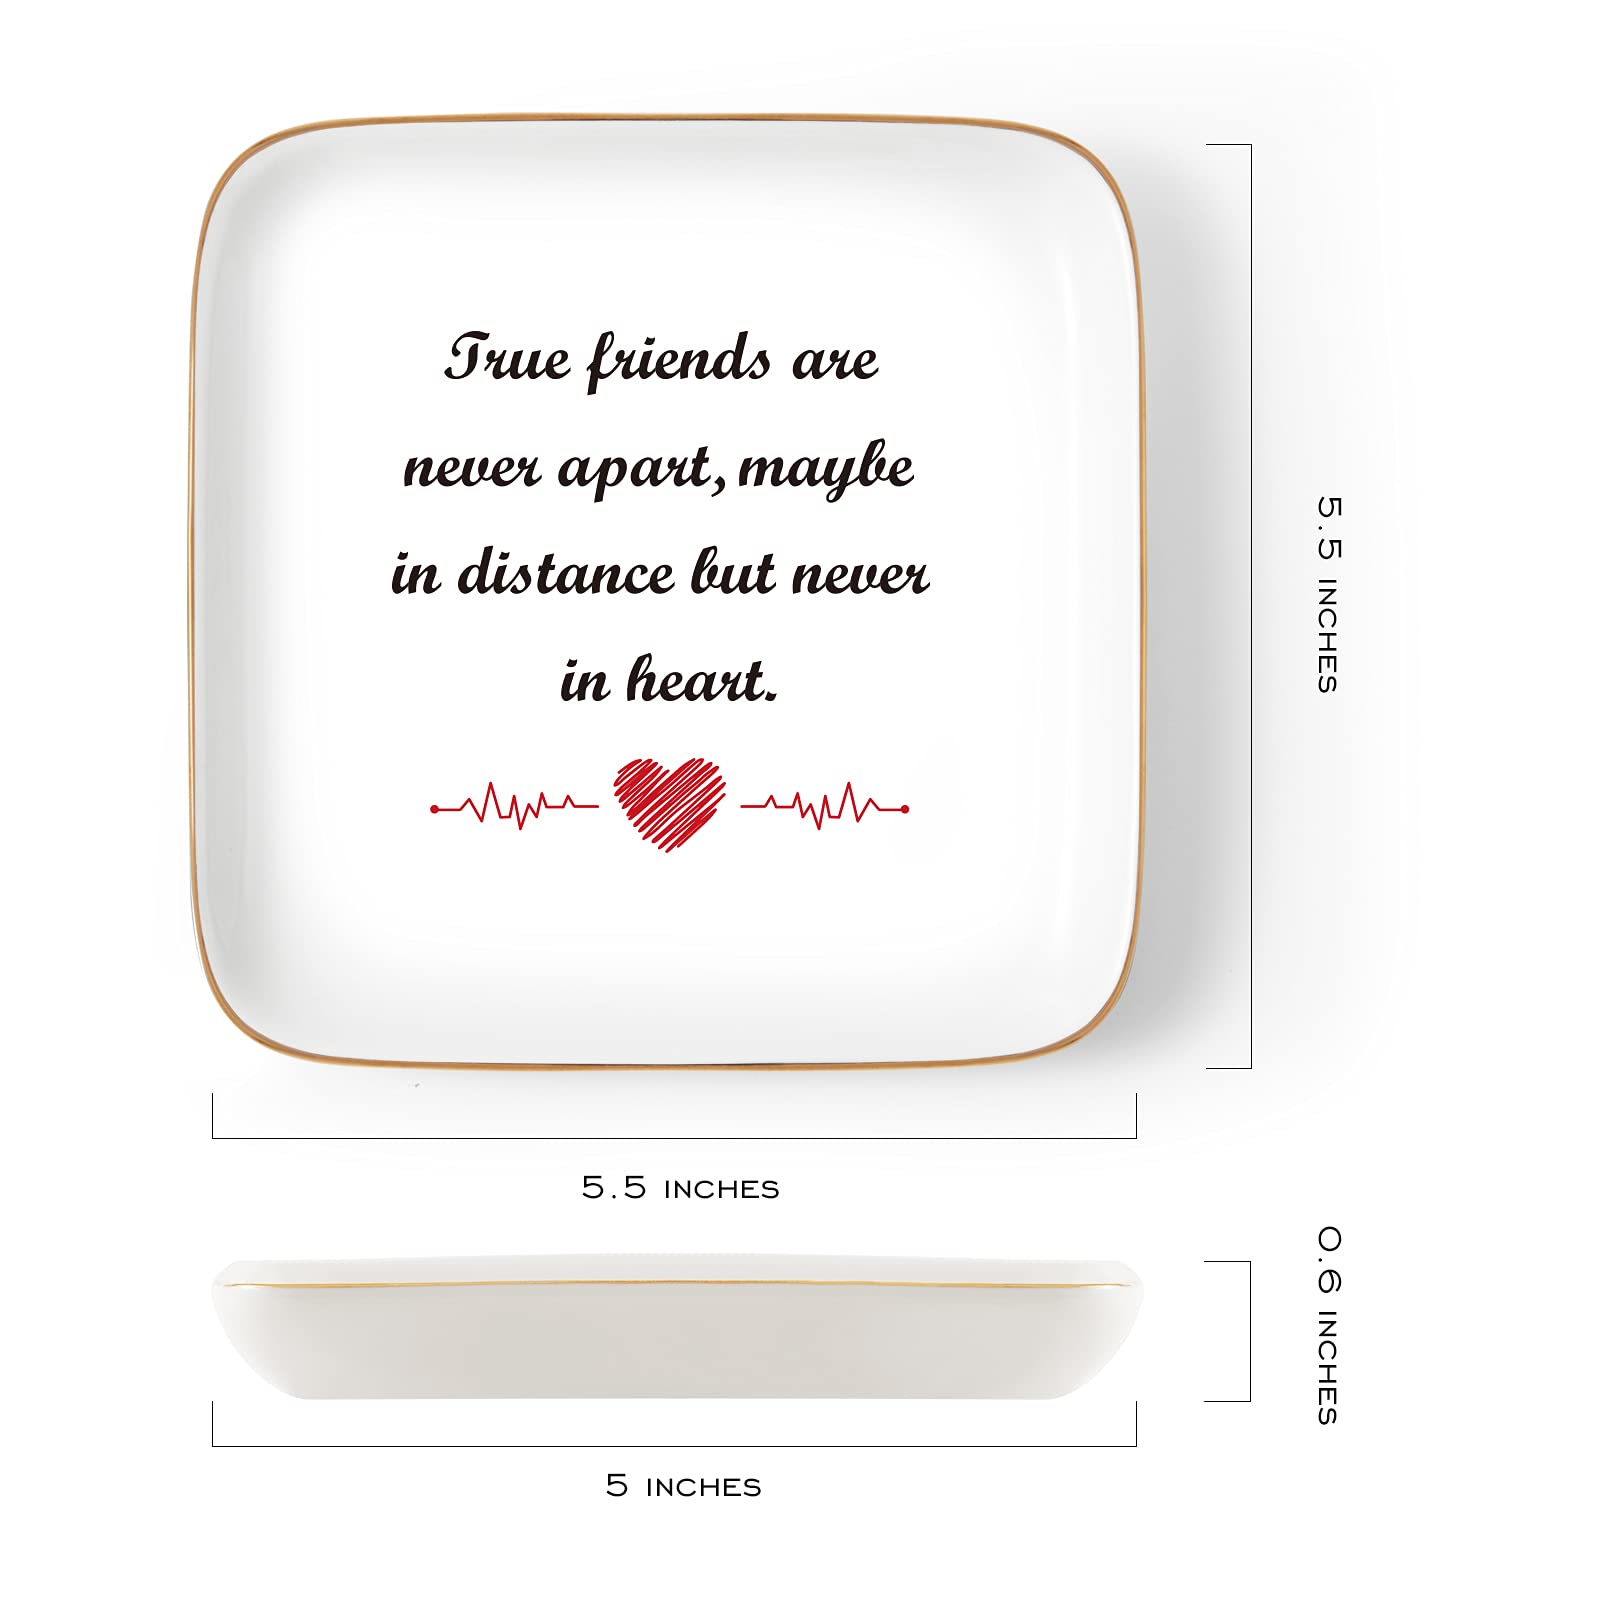 True friends are
never apart, maybe
in distance but never
in heart.
5.5 INCHES
5.5 INCHES
0.6 INCHES
5 INCHES